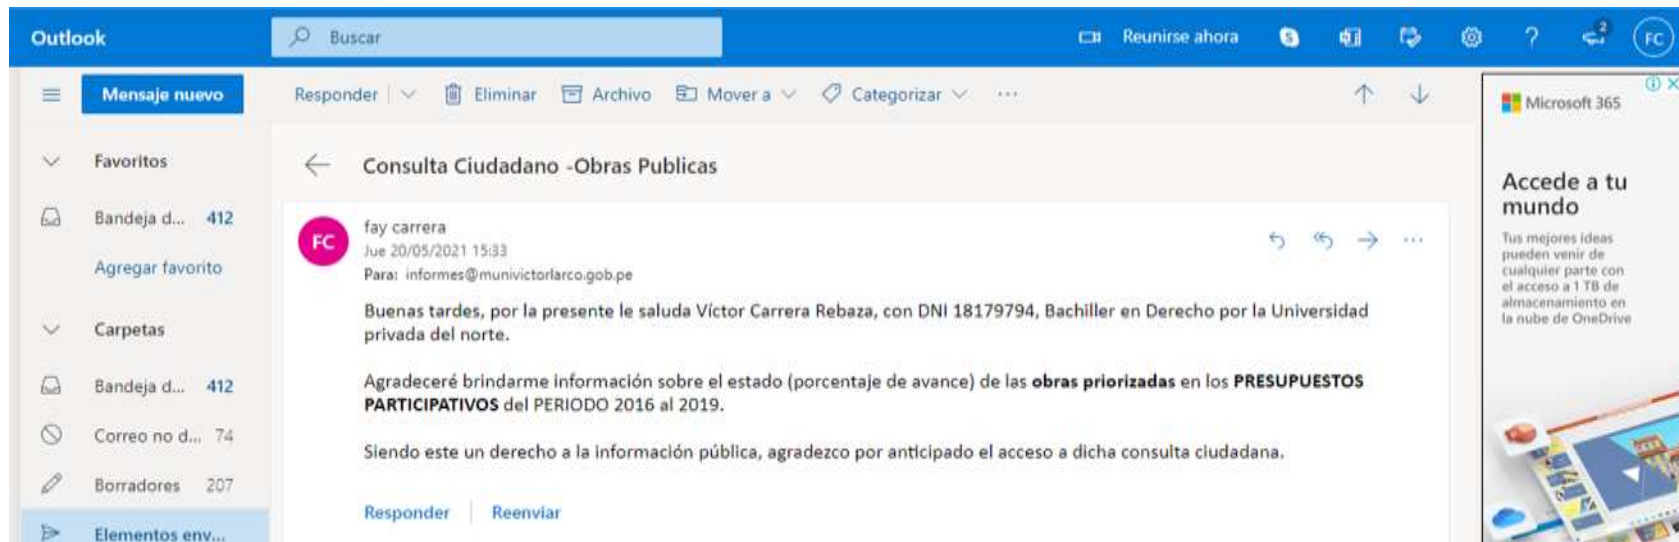 Outlook
Buscar
Reunirse ahora
2
FC
Mensaje nuevo
Responder
Eliminar
Archivo
Mover a
Categorizar
...
Favoritos
Bandeja d... 412
Agregar favorito
Carpetas
Bandeja d... 412
Correo no d... 74
Borradores 207
Elementos env...
Consulta Ciudadano -Obras Publicas
FC
fay carrera
Jue 20/05/2021 15:33
Para: informes@munivictorlarco.gob.pe
Buenas tardes, por la presente le saluda Víctor Carrera Rebaza, con DNI 18179794, Bachiller en Derecho por la Universidad
privada del norte.
Agradeceré brindarme información sobre el estado (porcentaje de avance) de las obras priorizadas en los PRESUPUESTOS
PARTICIPATIVOS del PERIODO 2016 al 2019.
Siendo este un derecho a la información pública, agradezco por anticipado el acceso a dicha consulta ciudadana.
Responder
Reenviar
Microsoft 365
Accede a tu
mundo
Tus mejores ideas
pueden venir de
cualquier parte con
el acceso a 1 TB de
almacenamiento en
la nube de OneDrive